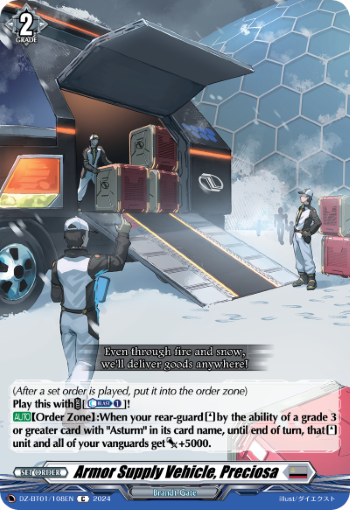 2
GRADE
Even through fire and snow,
we'll deliver goods anywhere!
(After a set order is played, put it into the order zone)
Play this with [COST 1]!
AUTO【Order Zone】:When your rear-guard[*] by the ability of a grade 3
or greater card with "Asturm" in its card name, until end of turn, that[*]
unit and all of your vanguards get +5000.
SET ORDER
Armor Supply Vehicle, Preciosa
Brandt Gate
DZ-BT01/108EN C 2024
illust/ダイエクスト